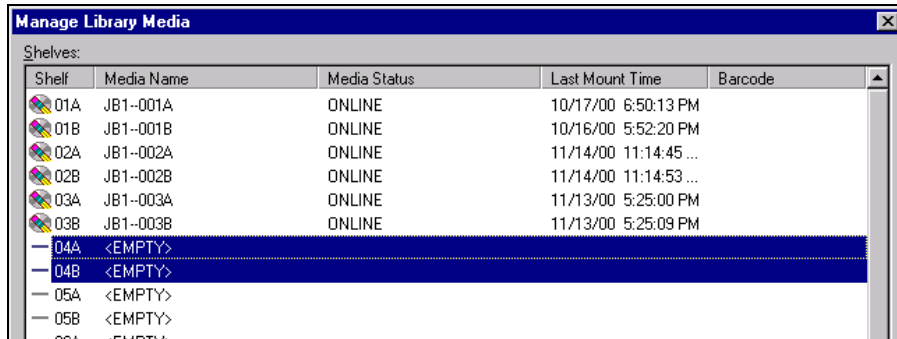 Manage Library Media
Shelves:
Shelf Media Name Media Status Last Mount Time Barcode
01A JB1--001A ONLINE 10/17/00 6:50:13 PM
01B JB1--001B ONLINE 10/16/00 5:52:20 PM
02A JB1--002A ONLINE 11/14/00 11:14:45 ...
02B JB1--002B ONLINE 11/14/00 11:14:53 ...
03A JB1--003A ONLINE 11/13/00 5:25:00 PM
03B JB1--003B ONLINE 11/13/00 5:25:09 PM
04A <EMPTY>
04B <EMPTY>
05A <EMPTY>
05B <EMPTY>